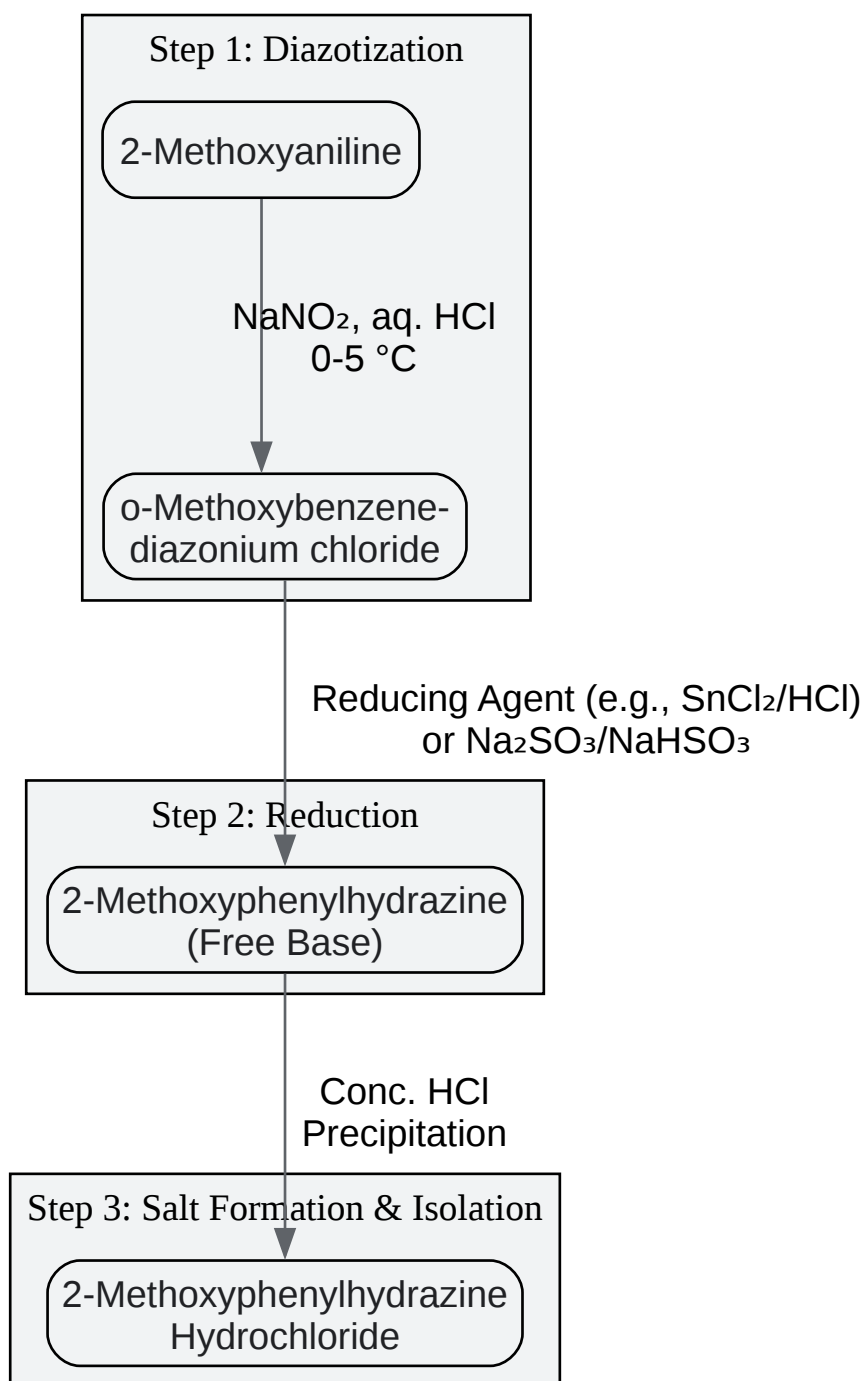 Step 1: Diazotization
2-Methoxyaniline
NaNO₂, aq. HCl
0-5 °C
o-Methoxybenzene-
diazonium chloride
Reducing Agent (e.g., SnCl₂/HCl)
or Na₂SO₃/NaHSO₃
Step 2: Reduction
2-Methoxyphenylhydrazine
(Free Base)
Conc. HCl
Precipitation
Step 3: Salt Formation & Isolation
2-Methoxyphenylhydrazine
Hydrochloride